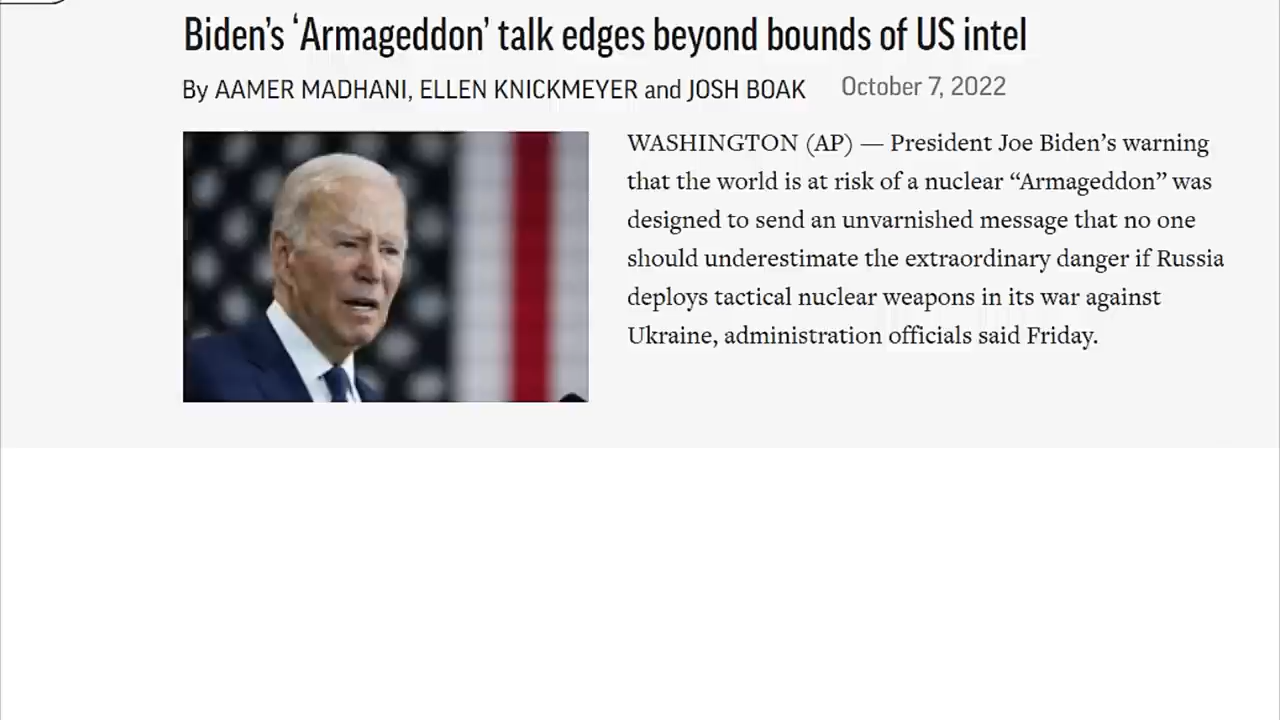 Biden’s ‘Armageddon’ talk edges beyond bounds of US intel
By AAMER MADHANI, ELLEN KNICKMEYER and JOSH BOAK October 7, 2022
WASHINGTON (AP) — President Joe Biden’s warning
that the world is at risk of a nuclear “Armageddon” was
designed to send an unvarnished message that no one
should underestimate the extraordinary danger if Russia
deploys tactical nuclear weapons in its war against
Ukraine, administration officials said Friday.